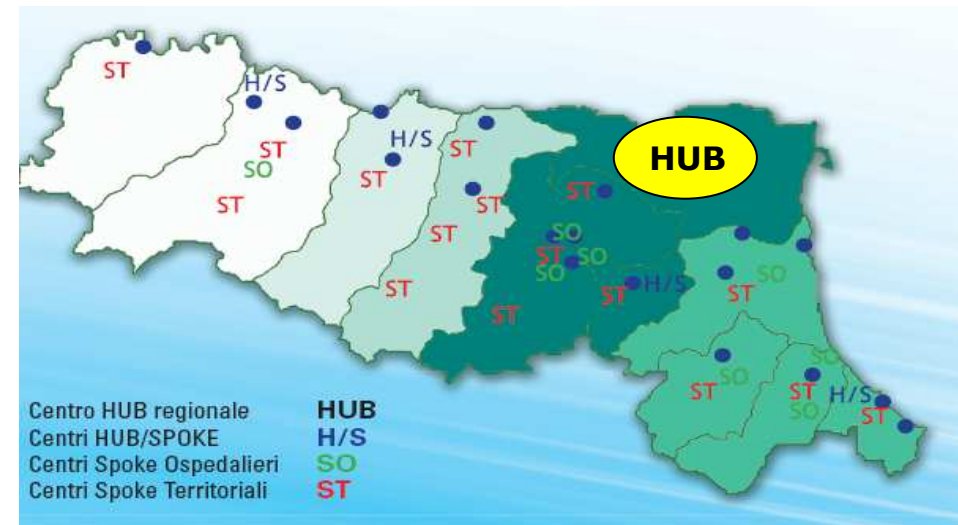 ST
H/S
HUB
H/S
ST
ST
SO
ST
ST
ST
ST
ST
ST
ST
SO
ST
SO
SO
ST
H/S
ST
SO
ST
SO
SO
ST
ST
SO
H/S
ST
Centro HUB regionale HUB
Centri HUB/SPOKE H/S
Centri Spoke Ospedalieri SO
Centri Spoke Territoriali ST